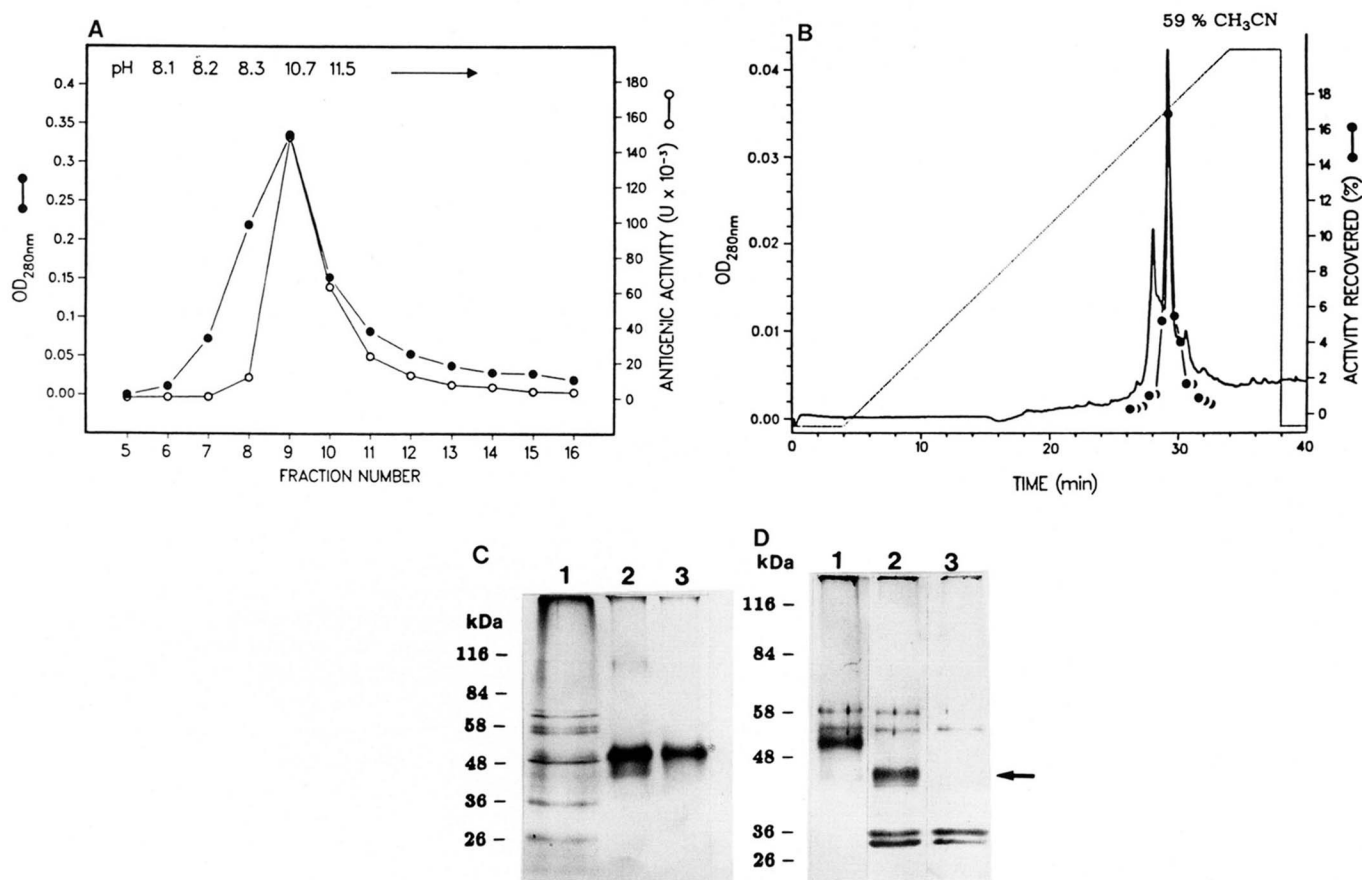 A
pH 8.1 8.2 8.3 10.7 11.5
0.4
0.35
0.3
0.25
0.2
0.15
0.1
0.05
0.00
OD280nm
180
160
140
120
100
80
60
40
20
0
ANTIGENIC ACTIVITY (U x 10⁻³)
5 6 7 8 9 10 11 12 13 14 15 16
FRACTION NUMBER
B
59 % CH₃CN
0.04
0.03
0.02
0.01
0.00
OD280nm
18
16
14
12
10
8
6
4
2
0
ACTIVITY RECOVERED (%)
0 10 20 30 40
TIME (min)
C
1 2 3
kDa
116 –
84 –
58 –
48 –
36 –
26 –
D
kDa 1 2 3
116 –
84 –
58 –
48 –
36 –
26 –